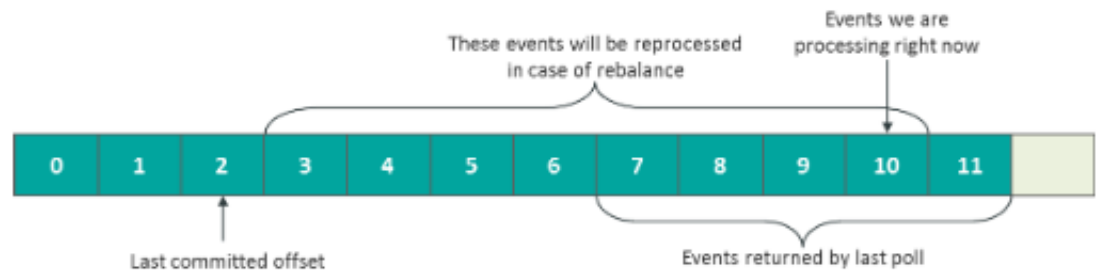 Events we are
processing right now
These events will be reprocessed
in case of rebalance
0 1 2 3 4 5 6 7 8 9 10 11
Last committed offset
Events returned by last poll